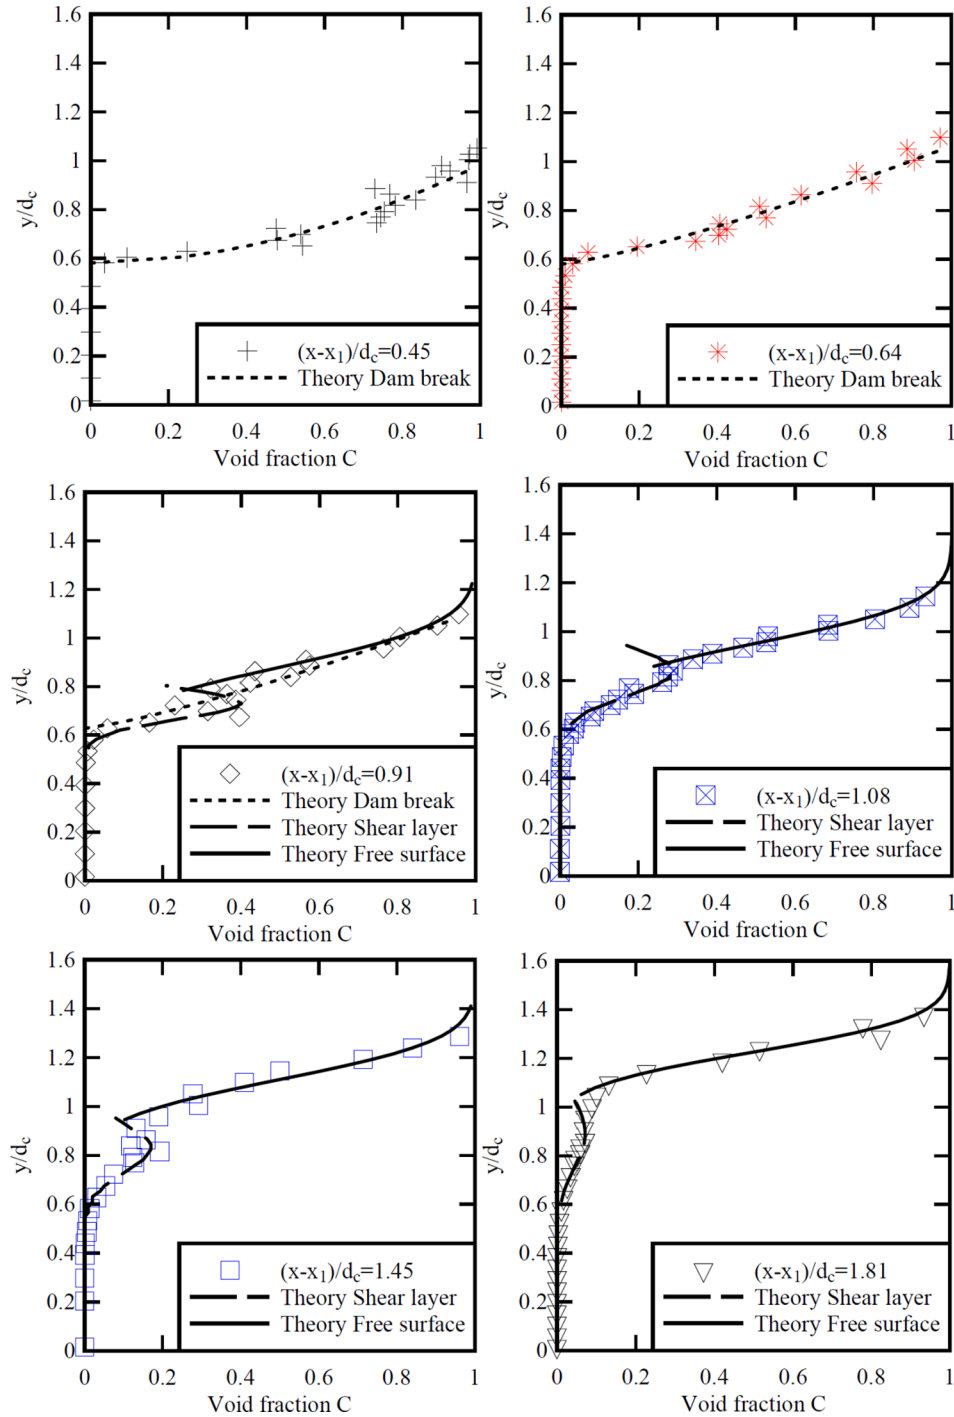 1.6
1.4
1.2
1
0.8
0.6
0.4
0.2
0
y/dc
(x-x1)/dc=0.45
Theory Dam break
0 0.2 0.4 0.6 0.8 1
Void fraction C
1.6
1.4
1.2
1
0.8
0.6
0.4
0.2
0
y/dc
(x-x1)/dc=0.64
Theory Dam break
0 0.2 0.4 0.6 0.8 1
Void fraction C
1.6
1.4
1.2
1
0.8
0.6
0.4
0.2
0
y/dc
(x-x1)/dc=0.91
Theory Dam break
Theory Shear layer
Theory Free surface
0 0.2 0.4 0.6 0.8 1
Void fraction C
1.6
1.4
1.2
1
0.8
0.6
0.4
0.2
0
y/dc
(x-x1)/dc=1.08
Theory Shear layer
Theory Free surface
0 0.2 0.4 0.6 0.8 1
Void fraction C
1.6
1.4
1.2
1
0.8
0.6
0.4
0.2
0
y/dc
(x-x1)/dc=1.45
Theory Shear layer
Theory Free surface
0 0.2 0.4 0.6 0.8 1
Void fraction C
1.6
1.4
1.2
1
0.8
0.6
0.4
0.2
0
y/dc
(x-x1)/dc=1.81
Theory Shear layer
Theory Free surface
0 0.2 0.4 0.6 0.8 1
Void fraction C